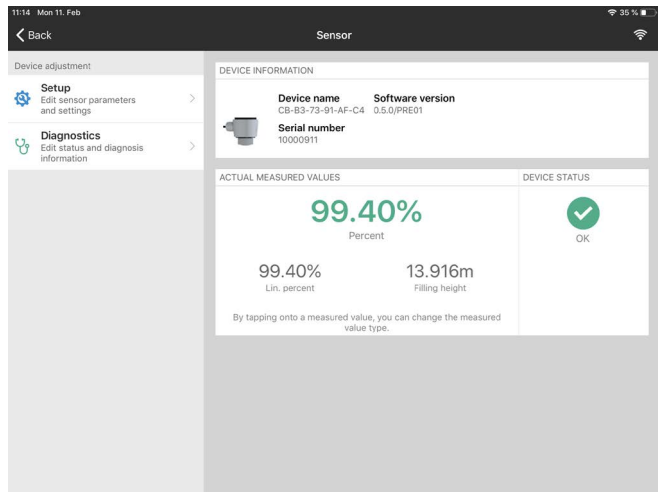 11:14 Mon 11. Feb
35 %
Back
Sensor
Device adjustment
Setup
Edit sensor parameters
and settings
Diagnostics
Edit status and diagnosis
information
DEVICE INFORMATION
Device name
CB-B3-73-91-AF-C4
Software version
0.5.0/PRE01
Serial number
10000911
ACTUAL MEASURED VALUES
99.40%
Percent
99.40%
Lin. percent
13.916m
Filling height
By tapping onto a measured value, you can change the measured
value type.
DEVICE STATUS
OK